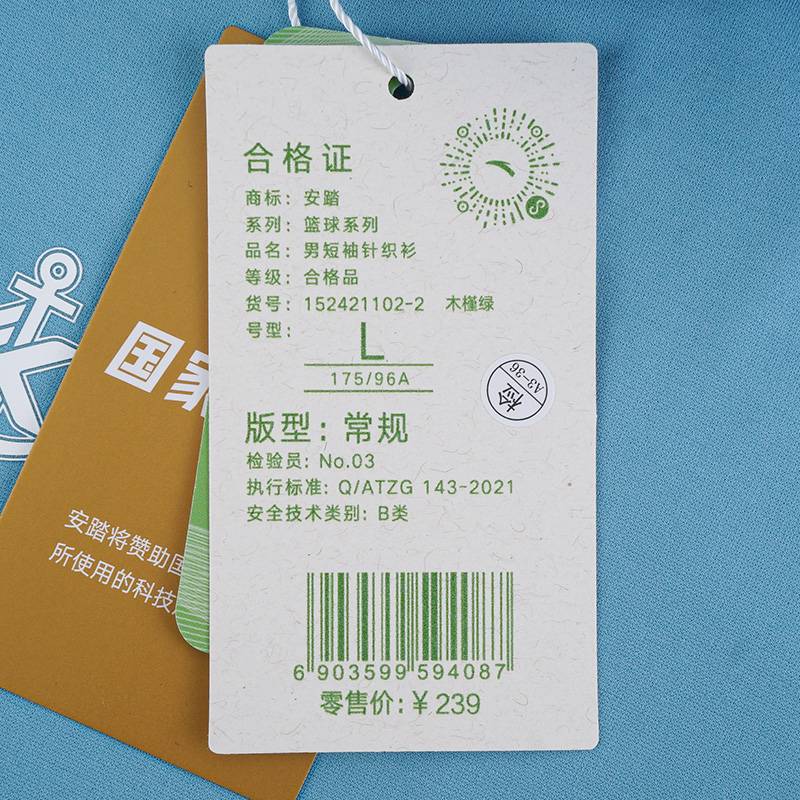 合格证
商标：安踏
系列：篮球系列
品名：男短袖针织衫
等级：合格品
货号：152421102-2 木槿绿
号型：
L
175/96A
检
A3-36
版型：常规
检验员：No.03
执行标准：Q/ATZG 143-2021
安全技术类别：B类
6 903599 594087
零售价：¥ 239
国家
安踏将赞助国
所使用的科技